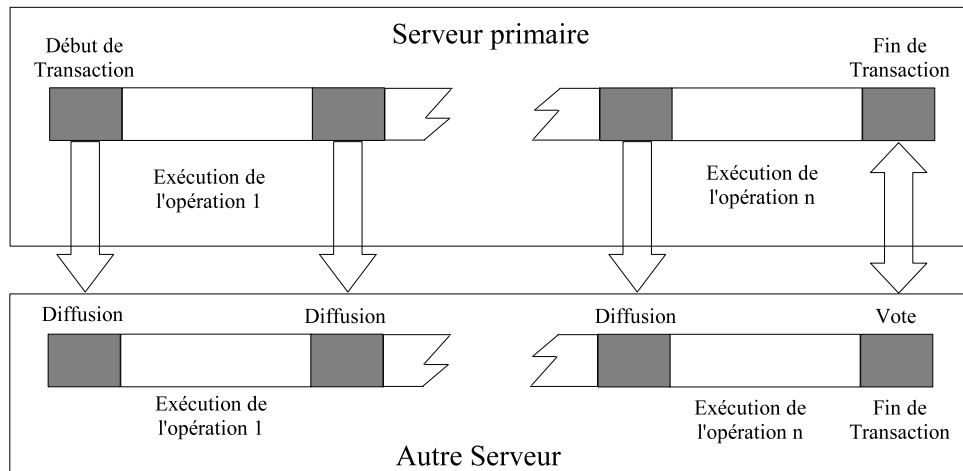 Serveur primaire
Début de
Transaction
Fin de
Transaction
Exécution de
l'opération 1
Exécution de
l'opération n
Diffusion
Diffusion
Diffusion
Vote
Exécution de
l'opération 1
Exécution de
l'opération n
Fin de
Transaction
Autre Serveur